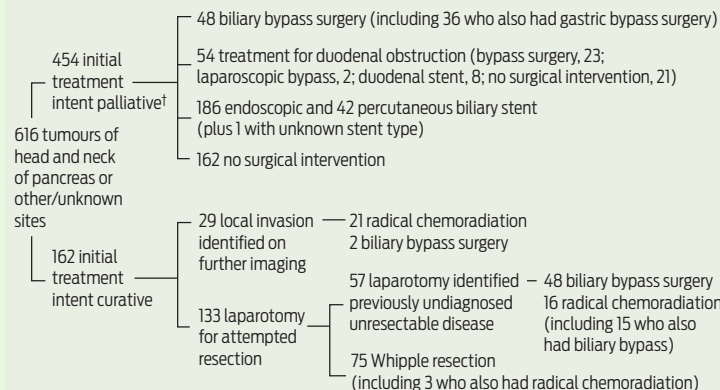 616 tumours of
head and neck
of pancreas or
other/unknown
sites
454 initial
treatment
intent palliative†
48 biliary bypass surgery (including 36 who also had gastric bypass surgery)
54 treatment for duodenal obstruction (bypass surgery, 23;
laparoscopic bypass, 2; duodenal stent, 8; no surgical intervention, 21)
186 endoscopic and 42 percutaneous biliary stent
(plus 1 with unknown stent type)
162 no surgical intervention
162 initial
treatment
intent curative
29 local invasion
identified on
further imaging
21 radical chemoradiation
2 biliary bypass surgery
133 laparotomy
for attempted
resection
57 laparotomy identified
previously undiagnosed
unresectable disease
48 biliary bypass surgery
16 radical chemoradiation
(including 15 who also
had biliary bypass)
75 Whipple resection
(including 3 who also had radical chemoradiation)